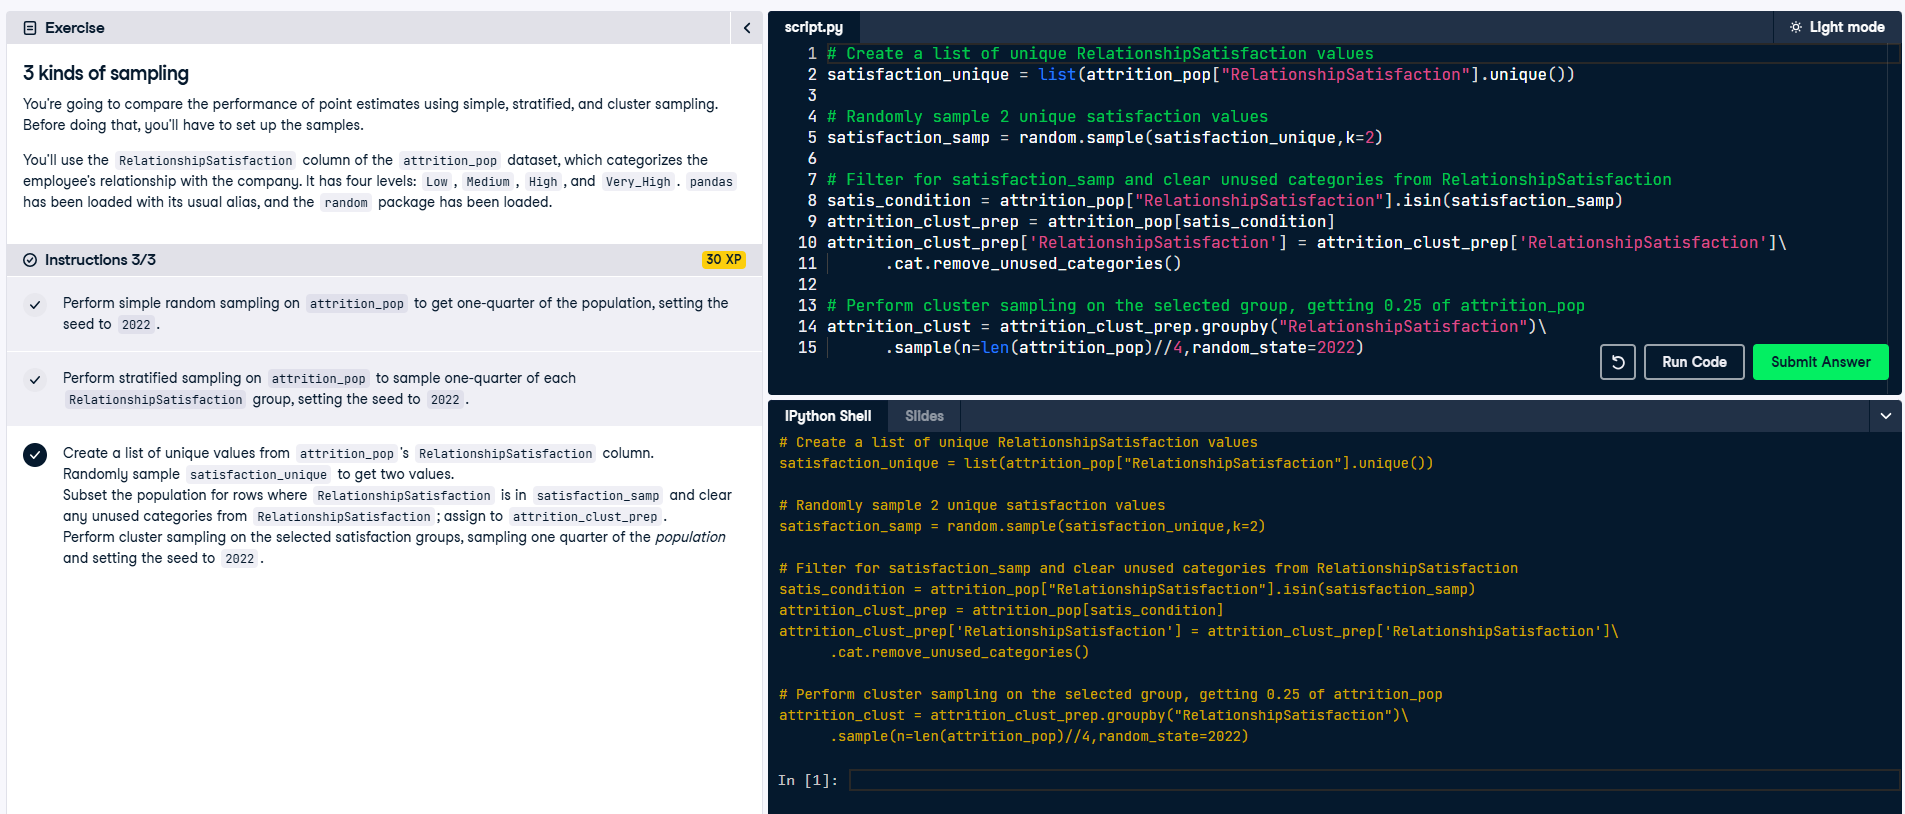 Exercise
3 kinds of sampling
You're going to compare the performance of point estimates using simple, stratified, and cluster sampling.
Before doing that, you'll have to set up the samples.
You'll use the RelationshipSatisfaction column of the attrition_pop dataset, which categorizes the
employee's relationship with the company. It has four levels: Low, Medium, High, and Very_High. pandas
has been loaded with its usual alias, and the random package has been loaded.
Instructions 3/3
30 XP
Perform simple random sampling on attrition_pop to get one-quarter of the population, setting the
seed to 2022.
Perform stratified sampling on attrition_pop to sample one-quarter of each
RelationshipSatisfaction group, setting the seed to 2022.
Create a list of unique values from attrition_pop's RelationshipSatisfaction column.
Randomly sample satisfaction_unique to get two values.
Subset the population for rows where RelationshipSatisfaction is in satisfaction_samp and clear
any unused categories from RelationshipSatisfaction; assign to attrition_clust_prep.
Perform cluster sampling on the selected satisfaction groups, sampling one quarter of the population
and setting the seed to 2022.
script.py
Light mode
1 # Create a list of unique RelationshipSatisfaction values
2 satisfaction_unique = list(attrition_pop["RelationshipSatisfaction"].unique())
3
4 # Randomly sample 2 unique satisfaction values
5 satisfaction_samp = random.sample(satisfaction_unique,k=2)
6
7 # Filter for satisfaction_samp and clear unused categories from RelationshipSatisfaction
8 satis_condition = attrition_pop["RelationshipSatisfaction"].isin(satisfaction_samp)
9 attrition_clust_prep = attrition_pop[satis_condition]
10 attrition_clust_prep['RelationshipSatisfaction'] = attrition_clust_prep['RelationshipSatisfaction']\
11 .cat.remove_unused_categories()
12
13 # Perform cluster sampling on the selected group, getting 0.25 of attrition_pop
14 attrition_clust = attrition_clust_prep.groupby("RelationshipSatisfaction")\
15 .sample(n=len(attrition_pop)//4,random_state=2022)
Run Code
Submit Answer
IPython Shell
Slides
# Create a list of unique RelationshipSatisfaction values
satisfaction_unique = list(attrition_pop["RelationshipSatisfaction"].unique())
# Randomly sample 2 unique satisfaction values
satisfaction_samp = random.sample(satisfaction_unique,k=2)
# Filter for satisfaction_samp and clear unused categories from RelationshipSatisfaction
satis_condition = attrition_pop["RelationshipSatisfaction"].isin(satisfaction_samp)
attrition_clust_prep = attrition_pop[satis_condition]
attrition_clust_prep['RelationshipSatisfaction'] = attrition_clust_prep['RelationshipSatisfaction']\
.cat.remove_unused_categories()
# Perform cluster sampling on the selected group, getting 0.25 of attrition_pop
attrition_clust = attrition_clust_prep.groupby("RelationshipSatisfaction")\
.sample(n=len(attrition_pop)//4,random_state=2022)
In [1]: